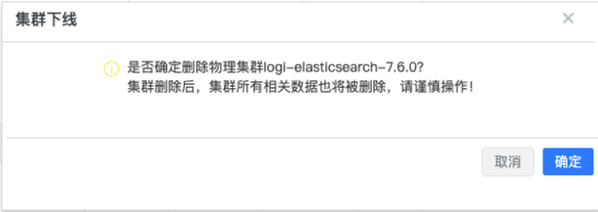 集群下线
是否确定删除物理集群logi-elasticsearch-7.6.0?
集群删除后，集群所有相关数据也将被删除，请谨慎操作！
取消
确定